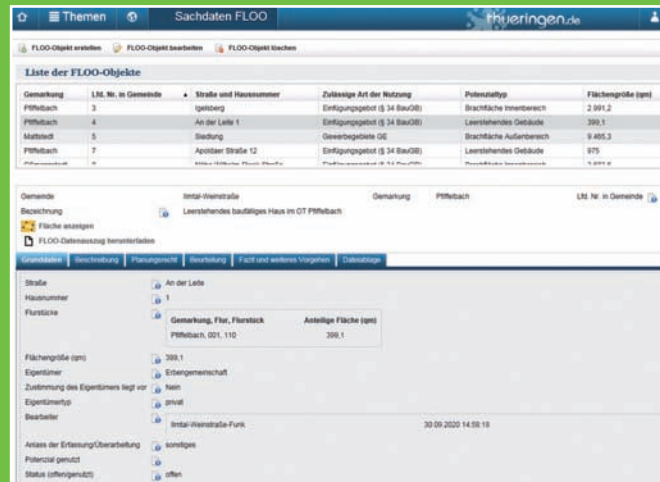 Themen Sachdaten FLOO thueringen.de
FLOO-Objekt erstellen FLOO-Objekt bearbeiten FLOO-Objekt löschen
Liste der FLOO-Objekte
Gemarkung Lfd. Nr. in Gemeinde Straße und Hausnummer Zulässige Art der Nutzung Potenzialtyp Flächengröße (qm)
Pfiffelbach 3 Igelsberg Einfügungsgebot (§ 34 BauGB) Brachfläche Innenbereich 2.991,2
Pfiffelbach 4 An der Leite 1 Einfügungsgebot (§ 34 BauGB) Leerstehendes Gebäude 399,1
Mattstedt 5 Siedlung Gewerbegebiete GE Brachfläche Außenbereich 9.465,3
Pfiffelbach 7 Apoldaer Straße 12 Einfügungsgebot (§ 34 BauGB) Leerstehendes Gebäude 975
Einfügungsgebot (§ 34 BauGB) Brachfläche Innenbereich
Gemeinde Ilmtal-Weinstraße Gemarkung Pfiffelbach Lfd. Nr. in Gemeinde
Bezeichnung Leerstehendes baufälliges Haus im OT Pfiffelbach
Fläche anzeigen
FLOO-Datenauszug herunterladen
Grunddaten Beschreibung Planungsrecht Beurteilung Fazit und weiteres Vorgehen Dateiablage
Straße An der Leite
Hausnummer 1
Flurstücke
Gemarkung, Flur, Flurstück Anteilige Fläche (qm)
Pfiffelbach, 001, 110 399,1
Flächengröße (qm) 399,1
Eigentümer Erbengemeinschaft
Zustimmung des Eigentümers liegt vor Nein
Eigentümertyp privat
Bearbeiter
Ilmtal-Weinstraße-Funk 30.09.2020 14:58:18
Anlass der Erfassung/Überarbeitung sonstiges
Potenzial genutzt
Status (offen/genutzt) offen